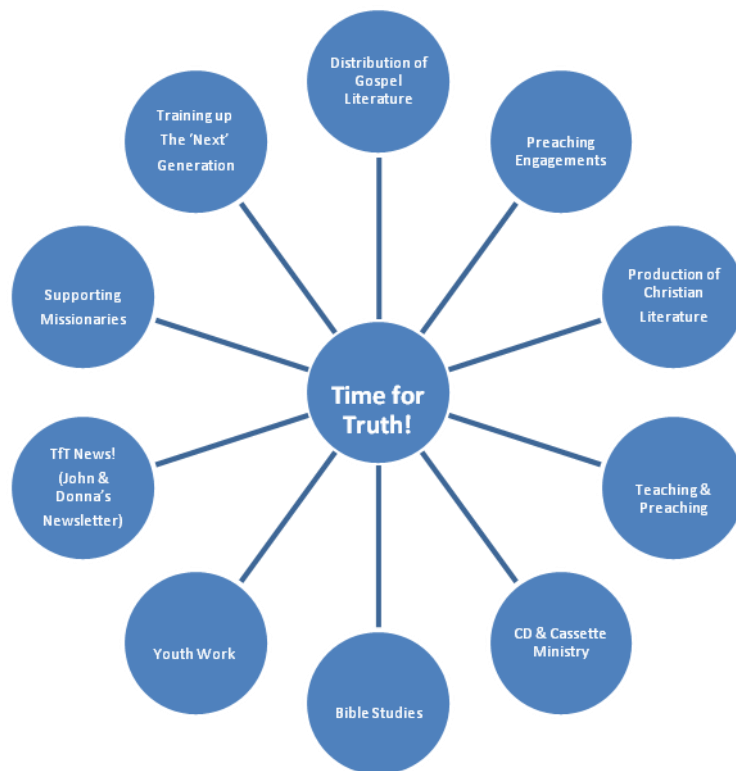 Distribution of
Gospel
Literature
Preaching
Engagements
Production of
Christian
Literature
Teaching &
Preaching
CD & Cassette
Ministry
Bible Studies
Youth Work
TfT News!
(John &
Donna's
Newsletter)
Supporting
Missionaries
Training up
The 'Next'
Generation
Time for
Truth!